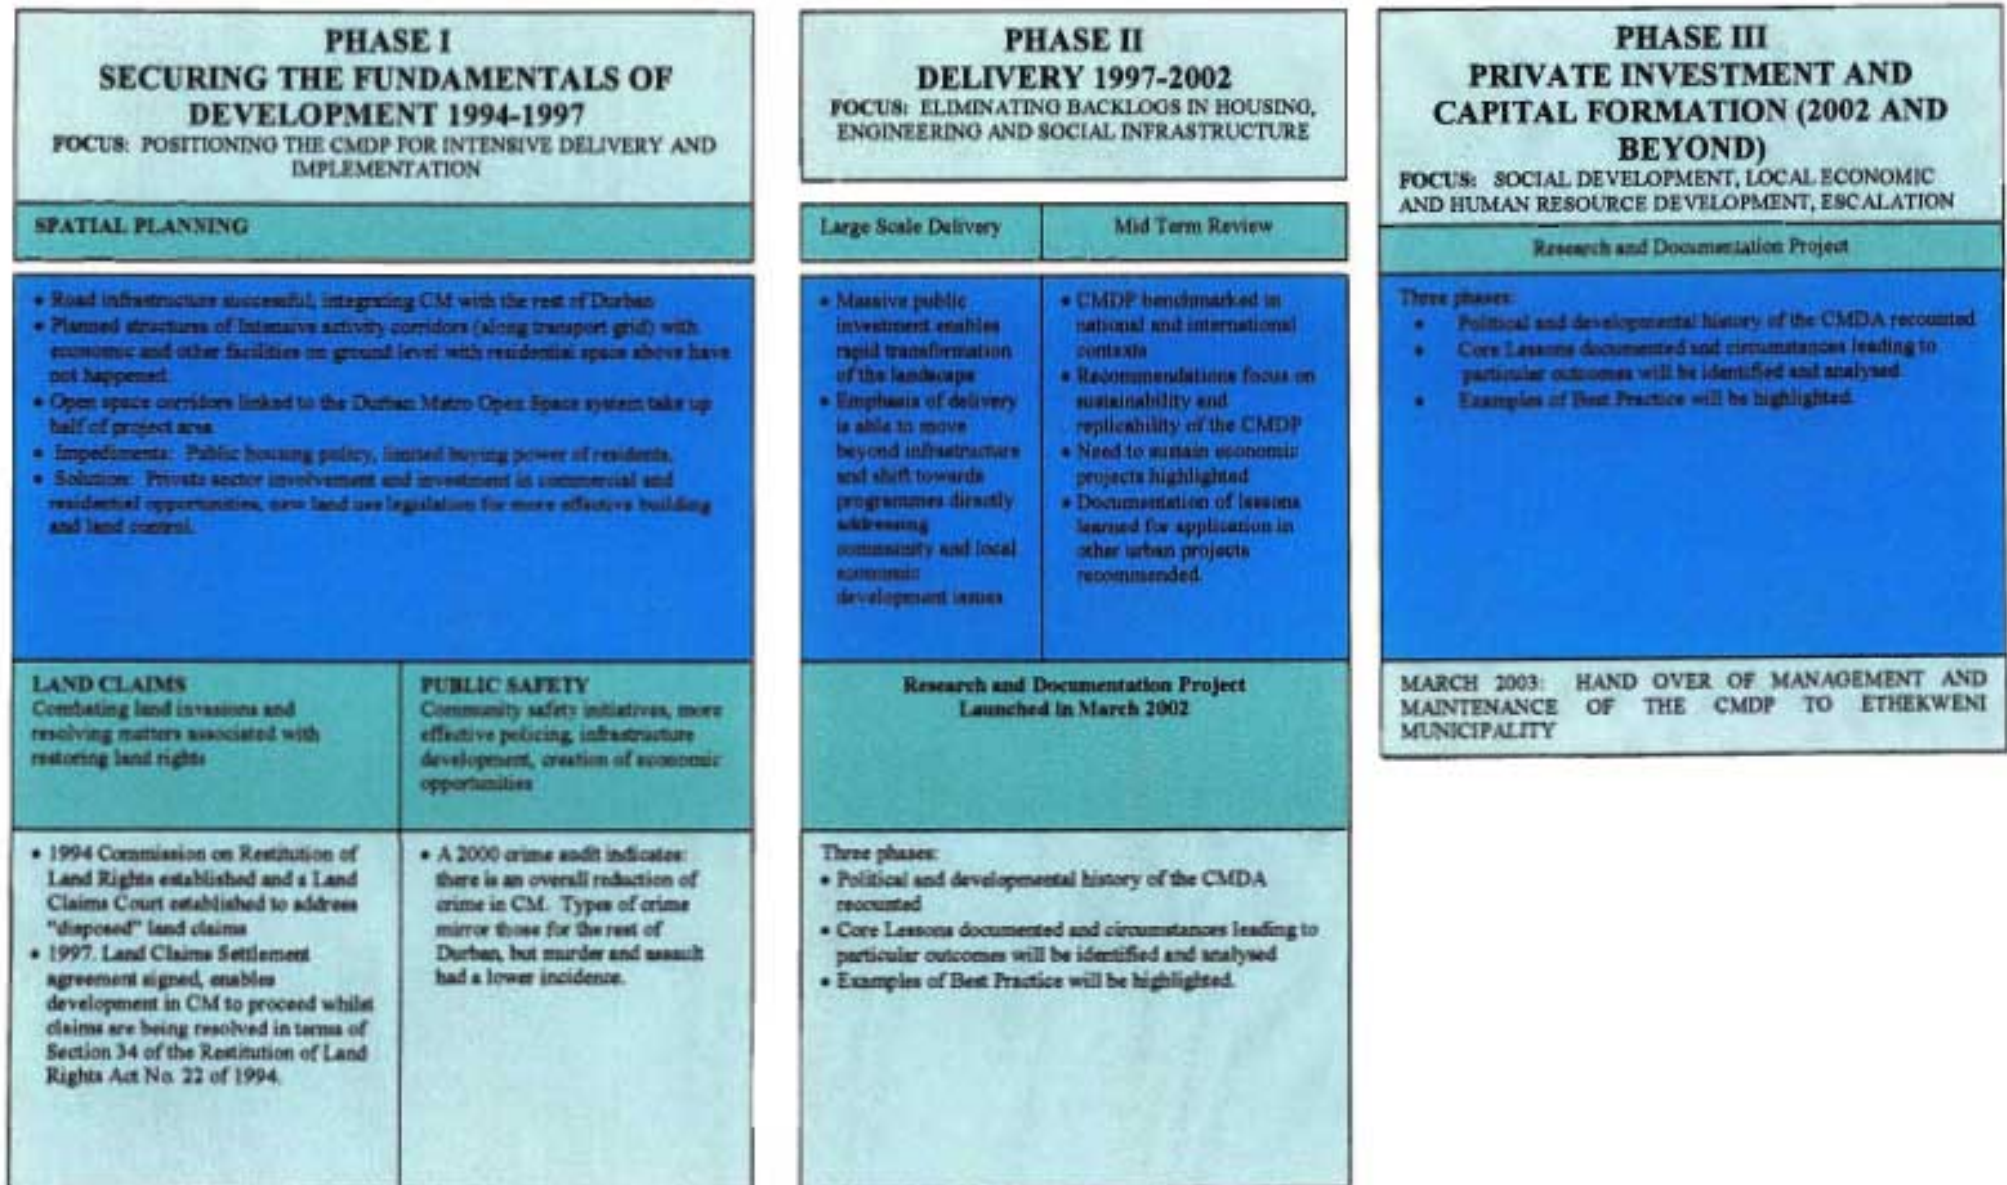 PHASE I
SECURING THE FUNDAMENTALS OF
DEVELOPMENT 1994-1997
FOCUS: POSITIONING THE CMDP FOR INTENSIVE DELIVERY AND
IMPLEMENTATION
SPATIAL PLANNING
• Road infrastructure successful, integrating CM with the rest of Durban
• Planned structures of Intensive activity corridors (along transport grid) with
economic and other facilities on ground level with residential space above have
not happened.
• Open space corridors linked to the Durban Metro Open Space system take up
half of project area
• Impediments: Public housing policy, limited buying power of residents,
• Solution: Private sector involvement and investment in commercial and
residential opportunities, new land use legislation for more effective building
and land control.
LAND CLAIMS
Combating land invasions and
resolving matters associated with
restoring land rights
PUBLIC SAFETY
Community safety initiatives, more
effective policing, infrastructure
development, creation of economic
opportunities
• 1994 Commission on Restitution of
Land Rights established and a Land
Claims Court established to address
"disposed" land claims
• 1997. Land Claims Settlement
agreement signed, enables
development in CM to proceed whilst
claims are being resolved in terms of
Section 34 of the Restitution of Land
Rights Act No. 22 of 1994.
• A 2000 crime audit indicates:
there is an overall reduction of
crime in CM. Types of crime
mirror those for the rest of
Durban, but murder and assault
had a lower incidence.
PHASE II
DELIVERY 1997-2002
FOCUS: ELIMINATING BACKLOGS IN HOUSING,
ENGINEERING AND SOCIAL INFRASTRUCTURE
Large Scale Delivery
Mid Term Review
• Massive public
investment enables
rapid transformation
of the landscape
• Emphasis of delivery
is able to move
beyond infrastructure
and shift towards
programmes directly
addressing
community and local
economic
development issues
• CMDP benchmarked in
national and international
contexts
• Recommendations focus on
sustainability and
replicability of the CMDP
• Need to sustain economic
projects highlighted
• Documentation of lessons
learned for application in
other urban projects
recommended.
Research and Documentation Project
Launched in March 2002
Three phases:
• Political and developmental history of the CMDA
recounted
• Core Lessons documented and circumstances leading to
particular outcomes will be identified and analysed
• Examples of Best Practice will be highlighted.
PHASE III
PRIVATE INVESTMENT AND
CAPITAL FORMATION (2002 AND
BEYOND)
FOCUS: SOCIAL DEVELOPMENT, LOCAL ECONOMIC
AND HUMAN RESOURCE DEVELOPMENT, ESCALATION
Research and Documentation Project
Three phases:
• Political and developmental history of the CMDA recounted
• Core Lessons documented and circumstances leading to
particular outcomes will be identified and analysed
• Examples of Best Practice will be highlighted.
MARCH 2003: HAND OVER OF MANAGEMENT AND
MAINTENANCE OF THE CMDP TO ETHEKWENI
MUNICIPALITY